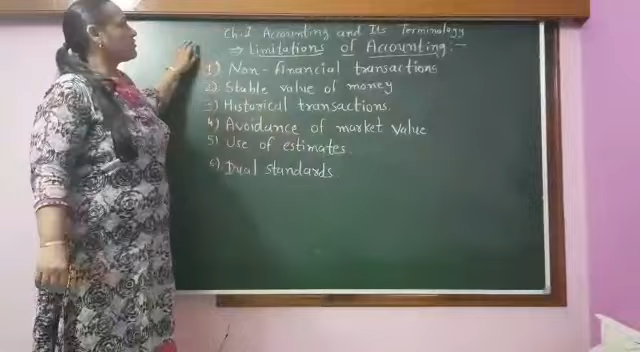 Ch-1 Accounting and Its Terminology
⇒ Limitations of Accounting:-
1) Non-financial transactions
2) Stable value of money
3) Historical transactions.
4) Avoidance of market value
5) Use of estimates.
6) Dual standards